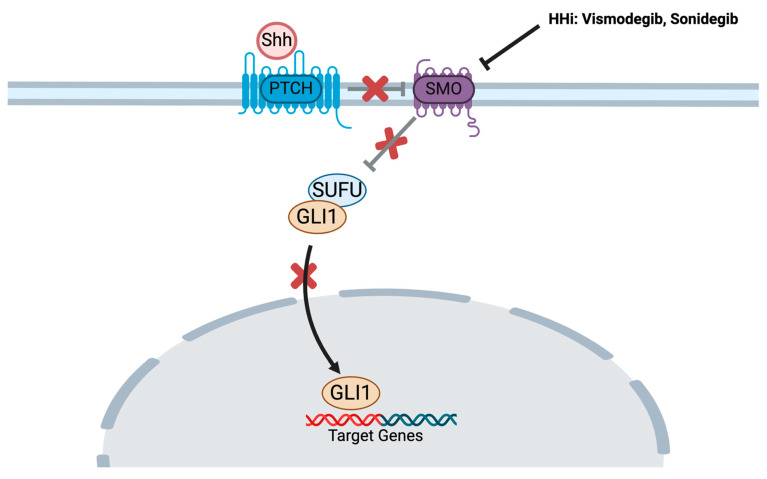 HHi: Vismodegib, Sonidegib
Shh
PTCH
SMO
SUFU
GLI1
GLI1
Target Genes